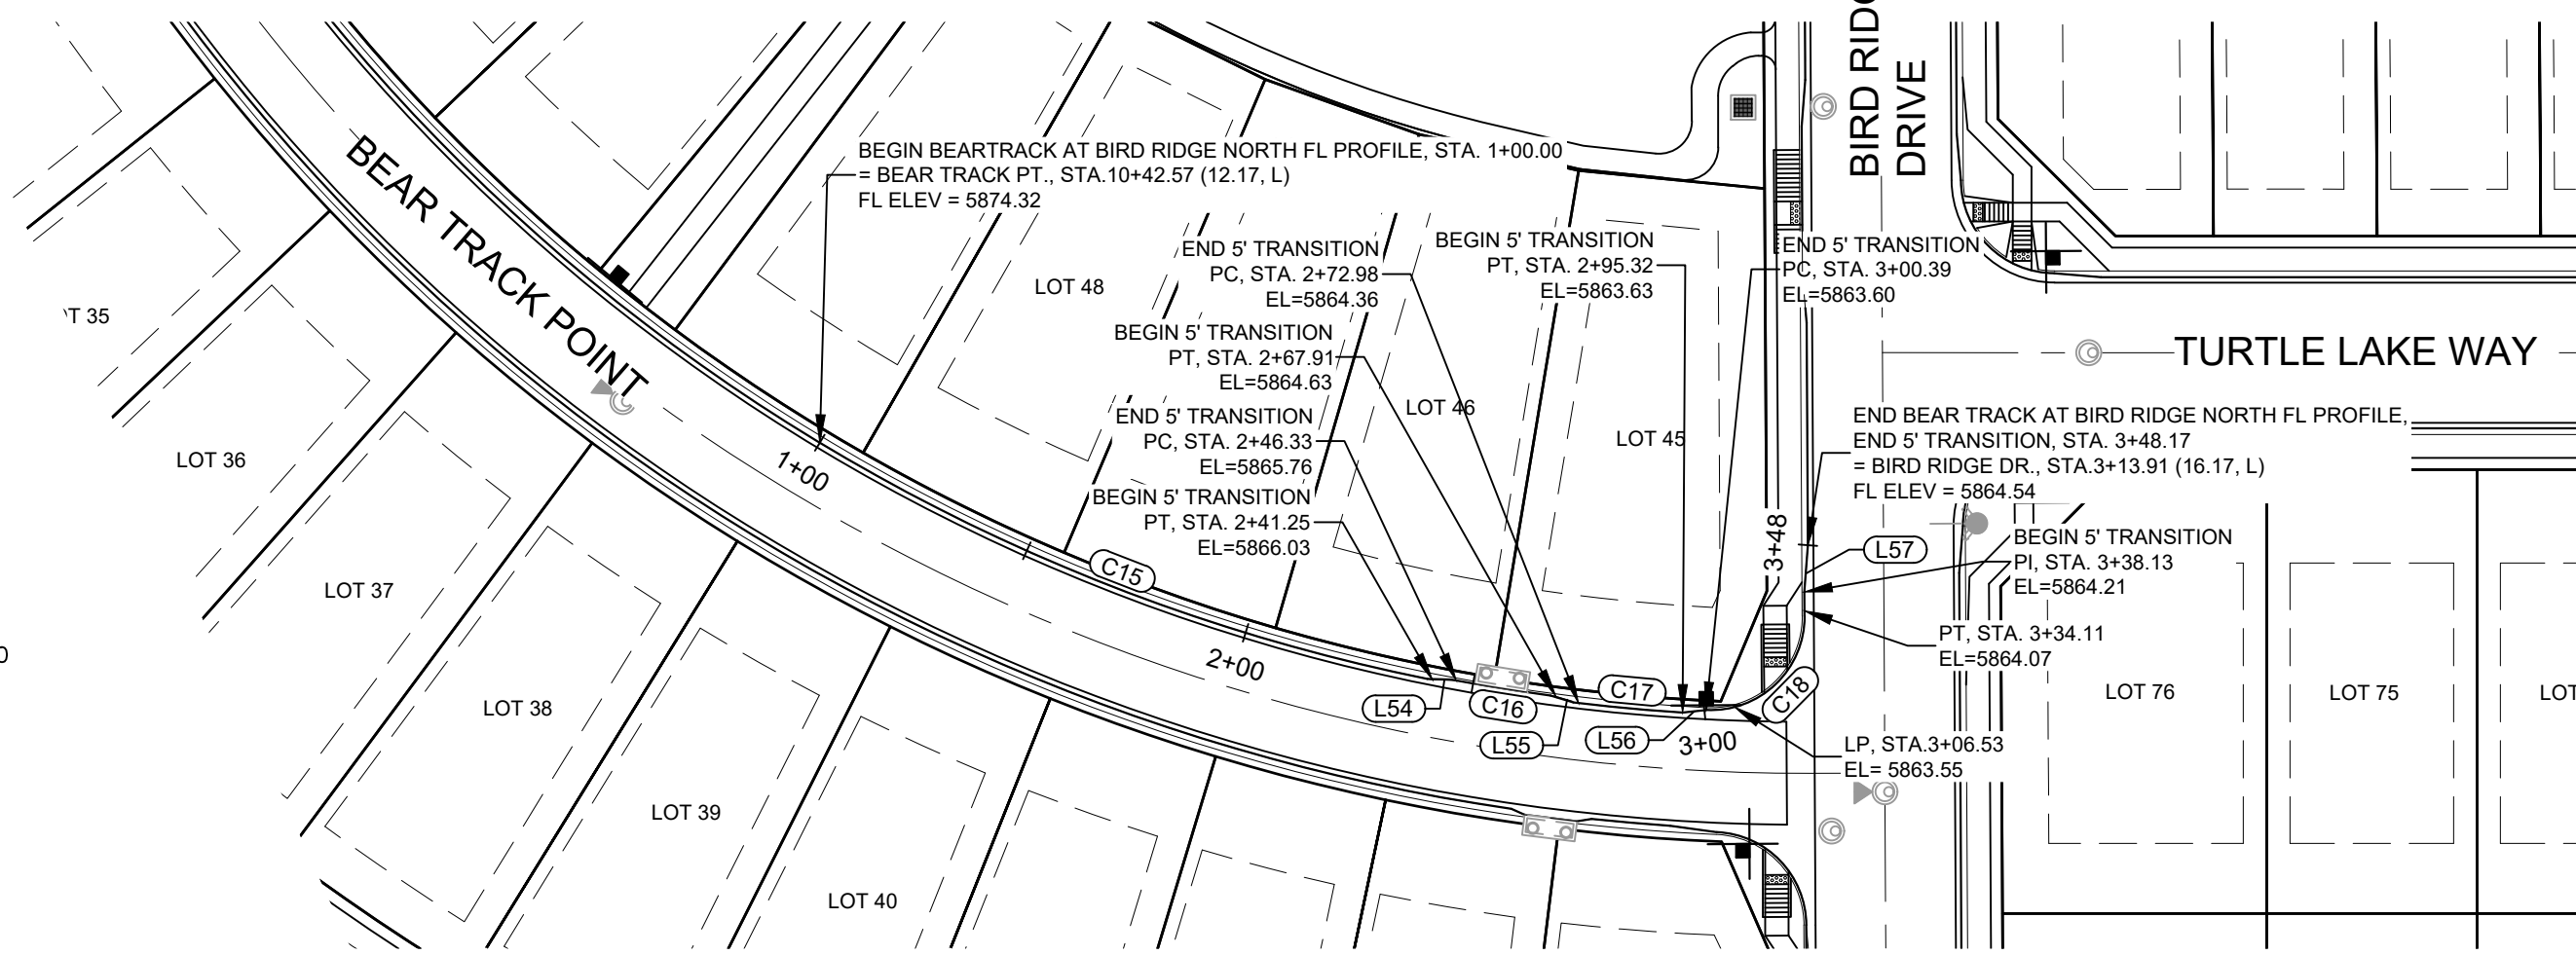 BIRD RIDG
DRIVE
BEAR TRACK POINT
BEGIN BEARTRACK AT BIRD RIDGE NORTH FL PROFILE, STA. 1+00.00
= BEAR TRACK PT., STA.10+42.57 (12.17, L)
FL ELEV = 5874.32
END 5' TRANSITION
PC, STA. 2+72.98
EL=5864.36
BEGIN 5' TRANSITION
PT, STA. 2+95.32
EL=5863.63
END 5' TRANSITION
PC, STA. 3+00.39
EL=5863.60
LOT 48
T 35
BEGIN 5' TRANSITION
PT, STA. 2+67.91
EL=5864.63
TURTLE LAKE WAY
LOT 46
LOT 45
END 5' TRANSITION
PC, STA. 2+46.33
EL=5865.76
END BEAR TRACK AT BIRD RIDGE NORTH FL PROFILE,
END 5' TRANSITION, STA. 3+48.17
= BIRD RIDGE DR., STA.3+13.91 (16.17, L)
FL ELEV = 5864.54
LOT 36
1+00
BEGIN 5' TRANSITION
PT, STA. 2+41.25
EL=5866.03
3+48
L57
BEGIN 5' TRANSITION
PI, STA. 3+38.13
EL=5864.21
C15
LOT 37
PT, STA. 3+34.11
EL=5864.07
2+00
0
C17
C18
LOT 76
LOT 75
LOT
L54
C16
LOT 38
L55
L56
3+00
LP, STA.3+06.53
EL= 5863.55
LOT 39
LOT 40